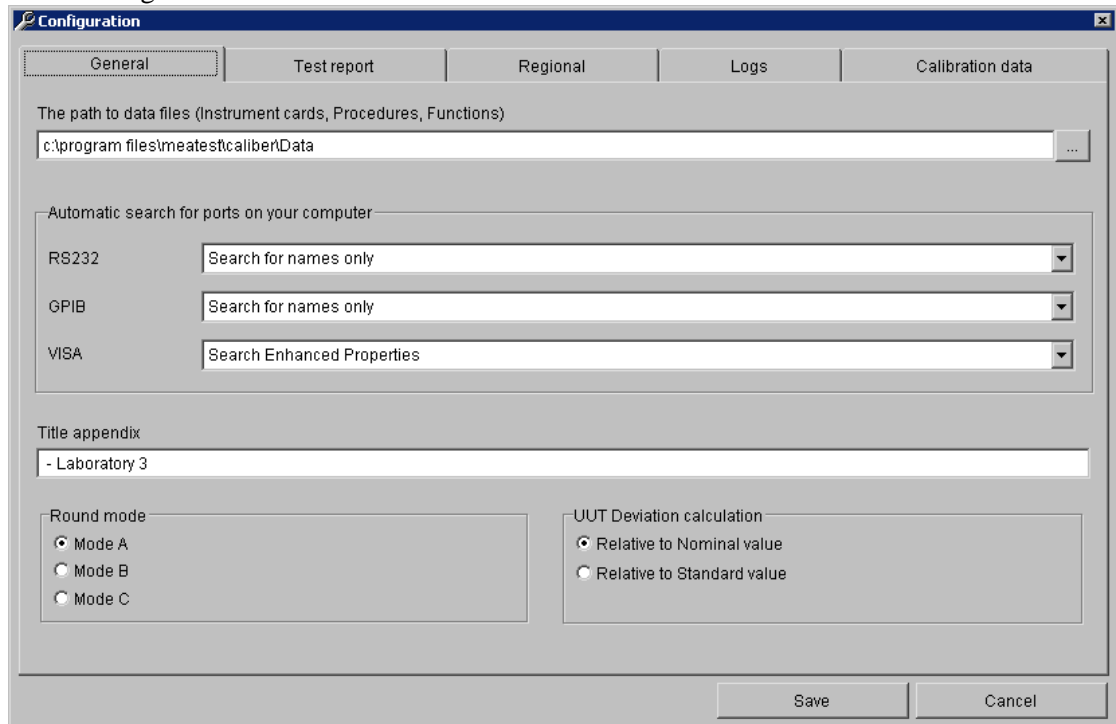 Configuration
General Test report Regional Logs Calibration data
The path to data files (Instrument cards, Procedures, Functions)
c:\program files\meatest\caliber\Data ...
Automatic search for ports on your computer
RS232 Search for names only
GPIB Search for names only
VISA Search Enhanced Properties
Title appendix
- Laboratory 3
Round mode UUT Deviation calculation
Mode A Relative to Nominal value
Mode B Relative to Standard value
Mode C
Save Cancel